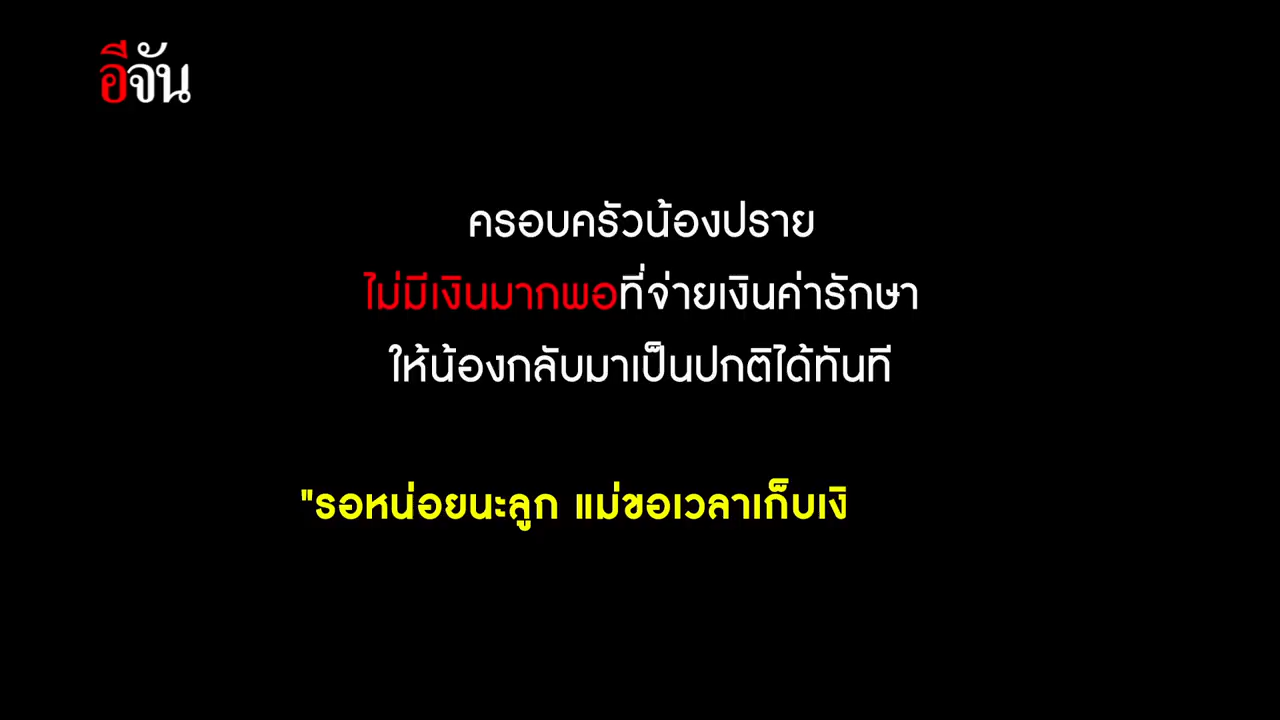 อีจัน
ครอบครัวน้องปราย
ไม่มีเงินมากพอที่จ่ายเงินค่ารักษา
ให้น้องกลับมาเป็นปกติได้ทันที
"รอหน่อยนะลูก แม่ขอเวลาเก็บเงิ